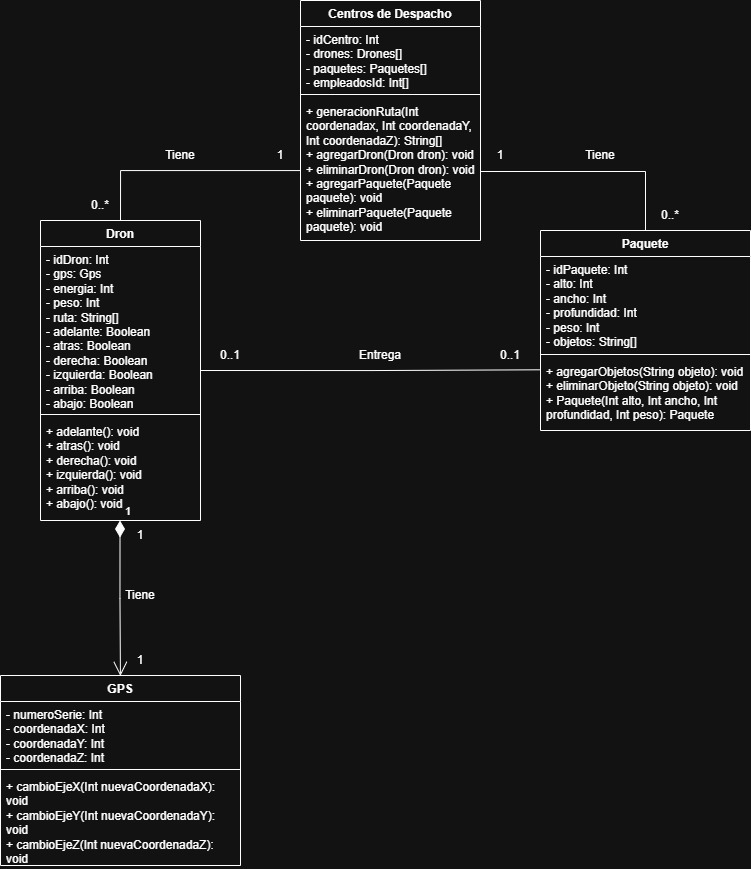 Centros de Despacho
- idCentro: Int
- drones: Drones[]
- paquetes: Paquetes[]
- empleadosId: Int[]
+ generacionRuta(Int
coordenadax, Int coordenadaY,
Int coordenadaZ): String[]
+ agregarDron(Dron dron): void
+ eliminarDron(Dron dron): void
+ agregarPaquete(Paquete
paquete): void
+ eliminarPaquete(Paquete
paquete): void
Tiene
1
0..*
1
Tiene
0..*
Dron
- idDron: Int
- gps: Gps
- energia: Int
- peso: Int
- ruta: String[]
- adelante: Boolean
- atras: Boolean
- derecha: Boolean
- izquierda: Boolean
- arriba: Boolean
- abajo: Boolean
+ adelante(): void
+ atras(): void
+ derecha(): void
+ izquierda(): void
+ arriba(): void
+ abajo(): void
1
0..1
Entrega
0..1
Paquete
- idPaquete: Int
- alto: Int
- ancho: Int
- profundidad: Int
- peso: Int
- objetos: String[]
+ agregarObjetos(String objeto): void
+ eliminarObjeto(String objeto): void
+ Paquete(Int alto, Int ancho, Int
profundidad, Int peso): Paquete
1
Tiene
1
GPS
- numeroSerie: Int
- coordenadaX: Int
- coordenadaY: Int
- coordenadaZ: Int
+ cambioEjeX(Int nuevaCoordenadaX):
void
+ cambioEjeY(Int nuevaCoordenadaY):
void
+ cambioEjeZ(Int nuevaCoordenadaZ):
void